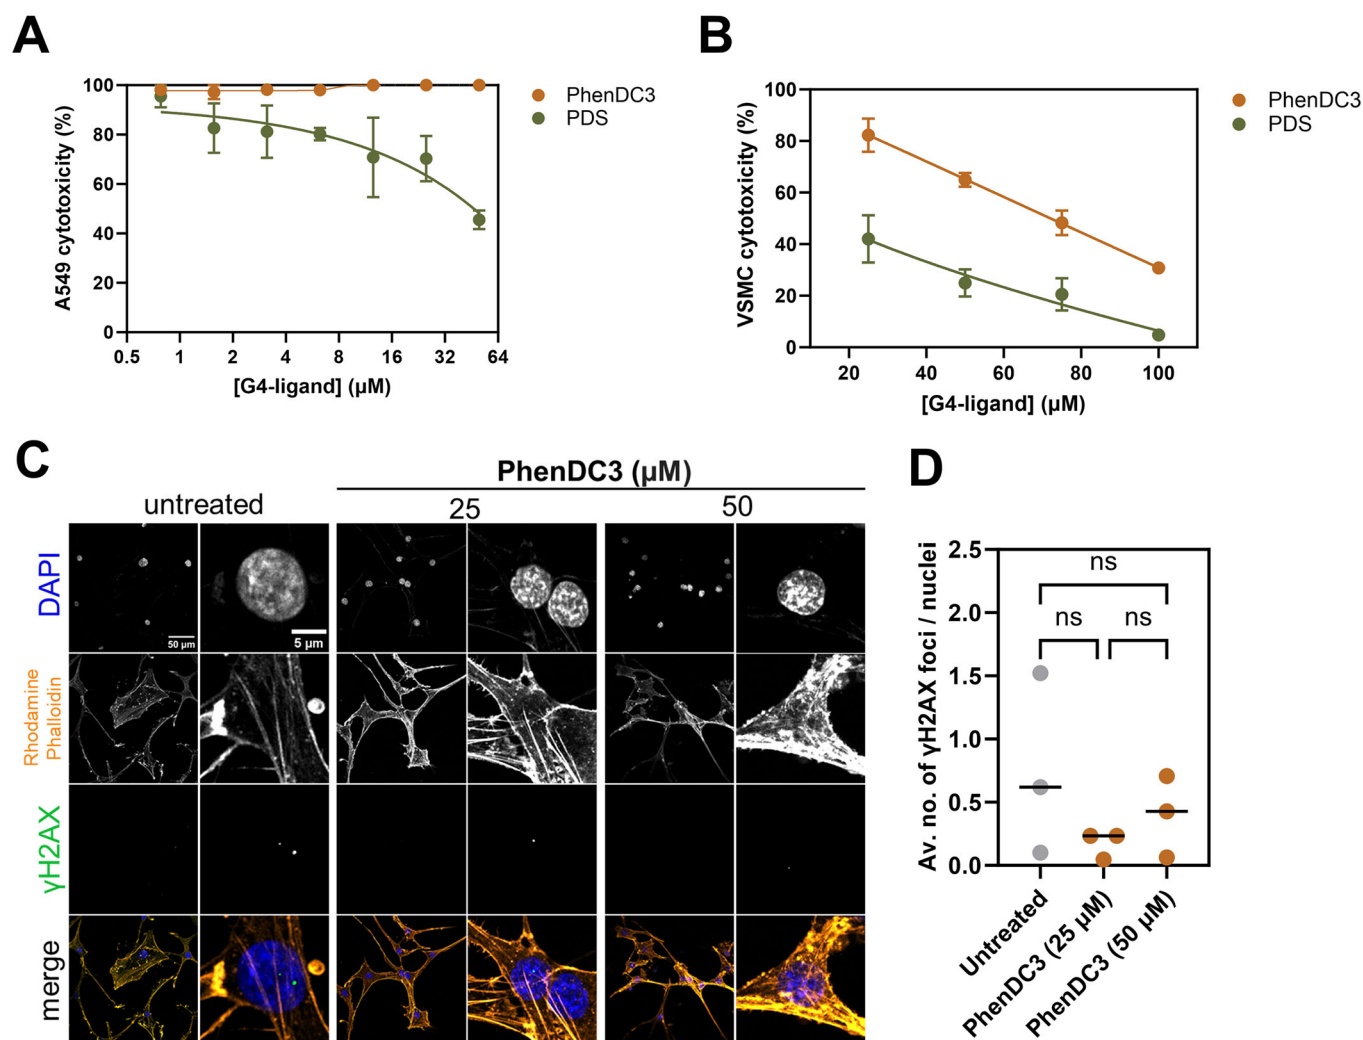 A
A549 cytotoxicity (%)
100
80
60
40
20
0
0.5 1 2 4 8 16 32 64
[G4-ligand] (μM)
PhenDC3
PDS
B
VSMC cytotoxicity (%)
100
80
60
40
20
0
20 40 60 80 100
[G4-ligand] (μM)
PhenDC3
PDS
C
PhenDC3 (μM)
untreated 25 50
DAPI
50 μm
5 μm
Rhodamine
Phalloidin
γH2AX
merge
D
Av. no. of γH2AX foci / nuclei
2.5
2.0
1.5
1.0
0.5
0.0
ns
ns ns
Untreated
PhenDC3 (25 μM)
PhenDC3 (50 μM)